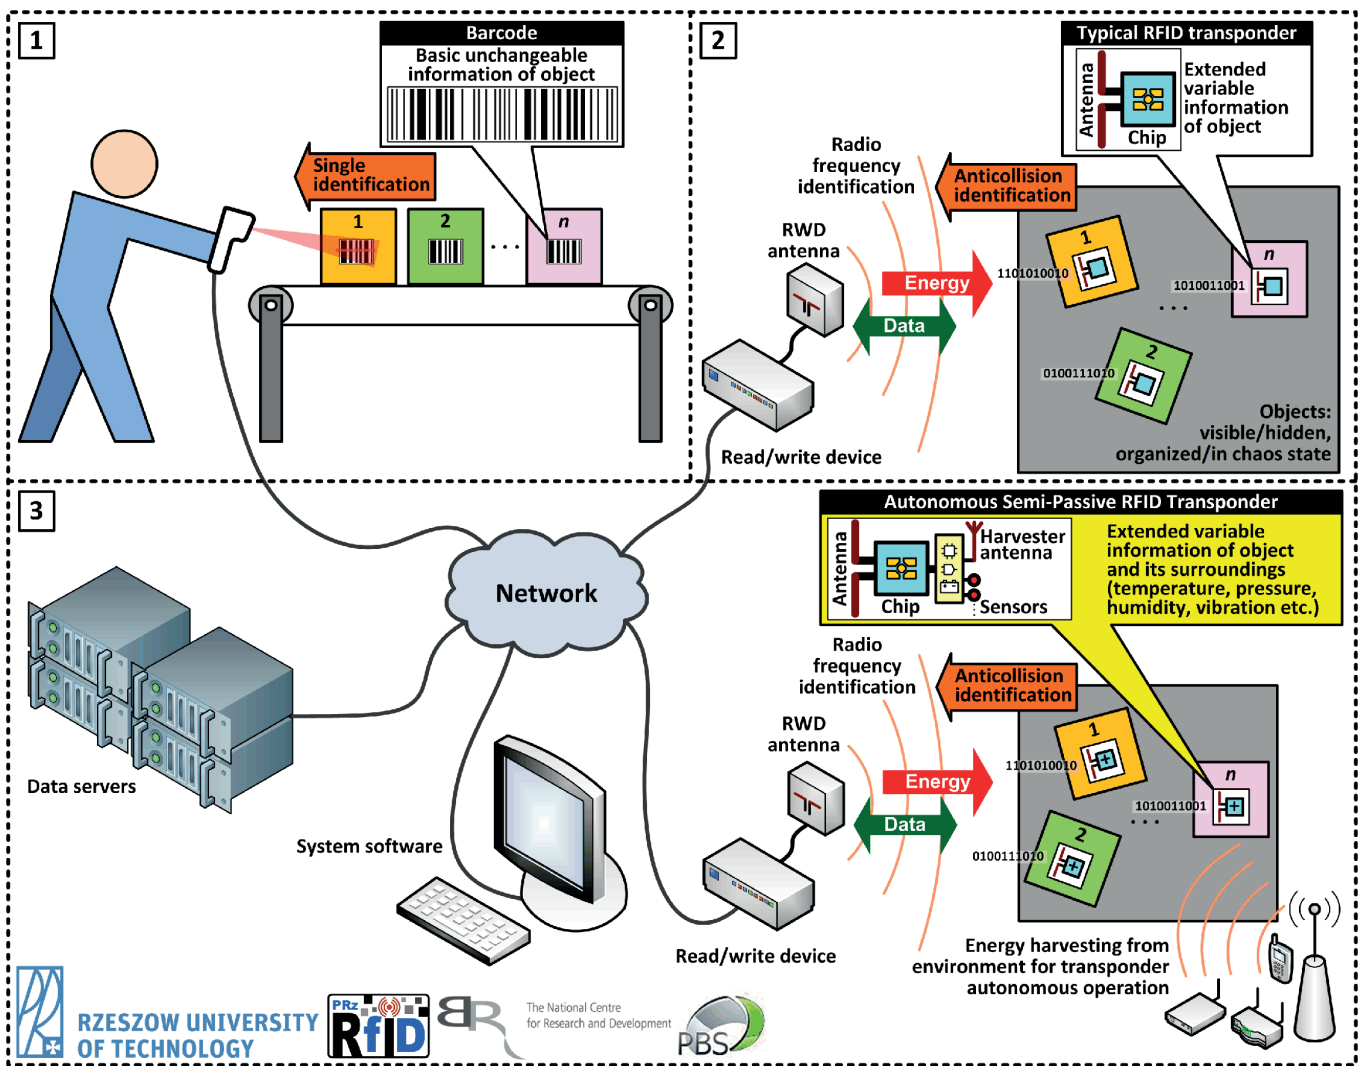 1
Barcode
Basic unchangeable
information of object
Single
identification
1
2
...
n
2
Typical RFID transponder
Antenna
Chip
Extended
variable
information
of object
Radio
frequency
identification
Anticollision
identification
RWD
antenna
Energy
Data
1
1101010010
n
1010011001
...
2
0100111010
Objects:
visible/hidden,
organized/in chaos state
Read/write device
3
Network
Data servers
System software
Autonomous Semi-Passive RFID Transponder
Antenna
Chip
Harvester
antenna
Sensors
Extended variable
information of object
and its surroundings
(temperature, pressure,
humidity, vibration etc.)
Radio
frequency
identification
Anticollision
identification
RWD
antenna
Energy
Data
1
1101010010
n
1010011001
...
2
0100111010
Read/write device
Energy harvesting from
environment for transponder
autonomous operation
RZESZOW UNIVERSITY
OF TECHNOLOGY
PRz
RfID
BR
The National Centre
for Research and Development
PBS